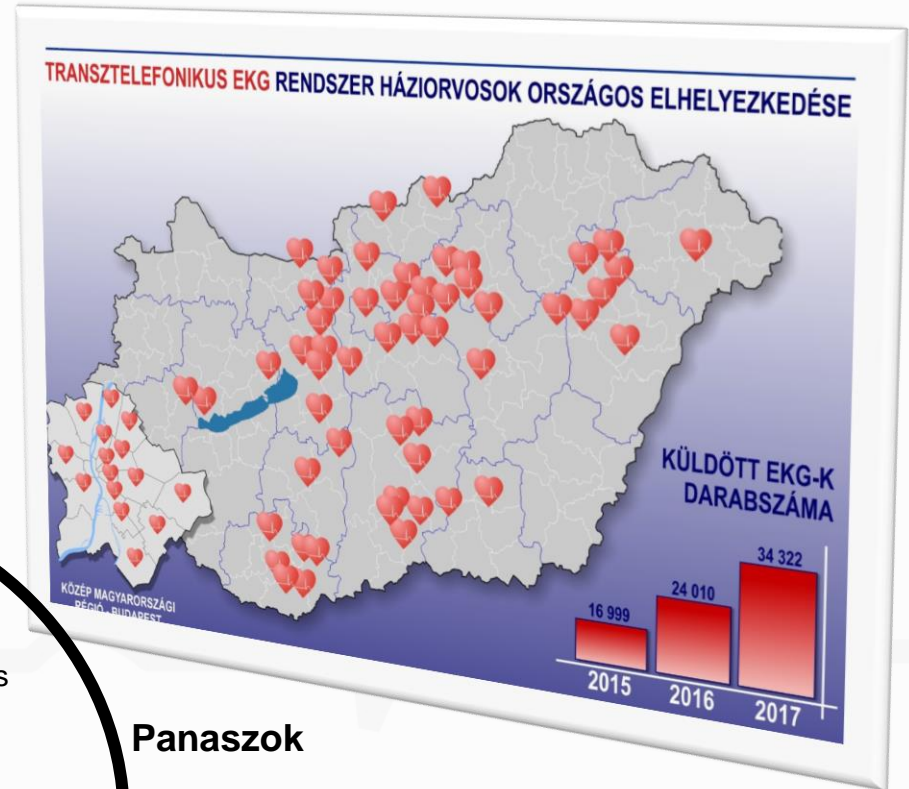 TRANSZTELEFONIKUS EKG RENDSZER HÁZIORVOSOK ORSZÁGOS ELHELYEZKEDÉSE
KÜLDÖTT EKG-K
DARABSZÁMA
34 322
24 010
16 999
2015
2016
2017
KÖZÉP MAGYARORSZÁGI
RÉGIÓ - BUDAPEST
s
Panaszok